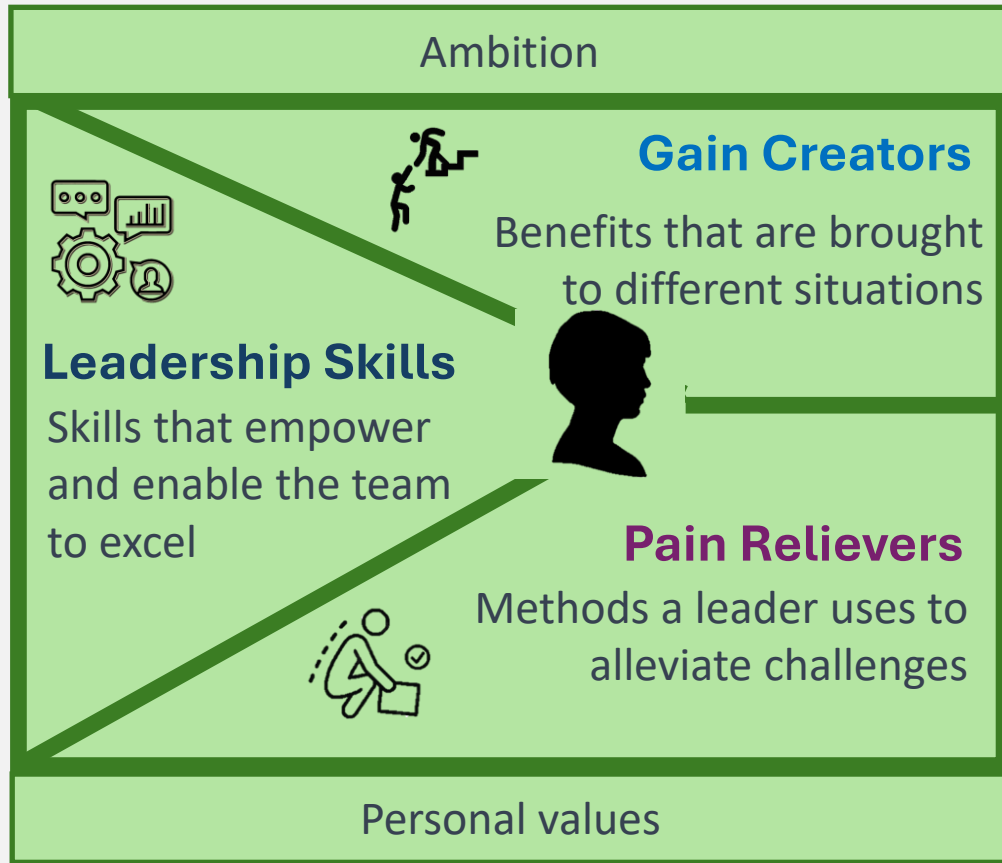 Ambition
Gain Creators
Benefits that are brought
to different situations
Leadership Skills
Skills that empower
and enable the team
to excel
Pain Relievers
Methods a leader uses to
alleviate challenges
Personal values